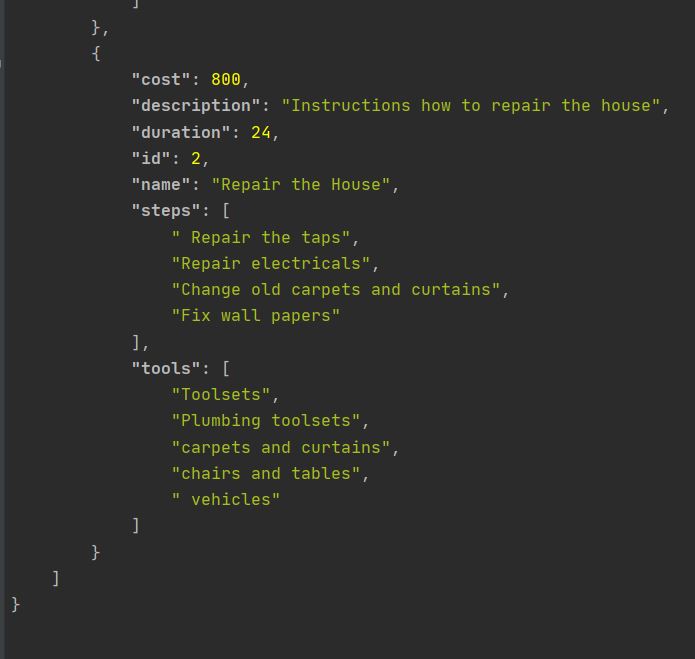 ]
},
{
"cost": 800,
"description": "Instructions how to repair the house",
"duration": 24,
"id": 2,
"name": "Repair the House",
"steps": [
" Repair the taps",
"Repair electricals",
"Change old carpets and curtains",
"Fix wall papers"
],
"tools": [
"Toolsets",
"Plumbing toolsets",
"carpets and curtains",
"chairs and tables",
" vehicles"
]
}
]
}